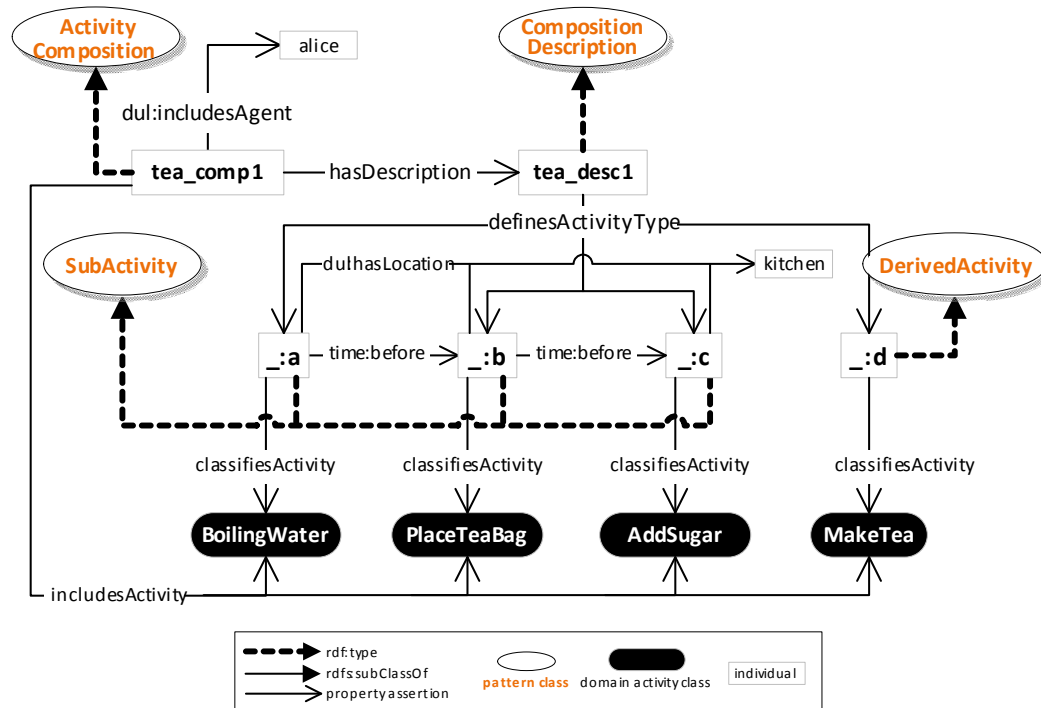 Activity
Composition
alice
Composition
Description
dul:includesAgent
tea_comp1
hasDescription
tea_desc1
definesActivityType
SubActivity
dulhasLocation
kitchen
DerivedActivity
_:a
time:before
_:b
time:before
_:c
_:d
classifiesActivity
classifiesActivity
classifiesActivity
classifiesActivity
BoilingWater
PlaceTeaBag
AddSugar
MakeTea
includesActivity
rdf:type
rdfs:subClassOf
property assertion
pattern class
domain activity class
individual